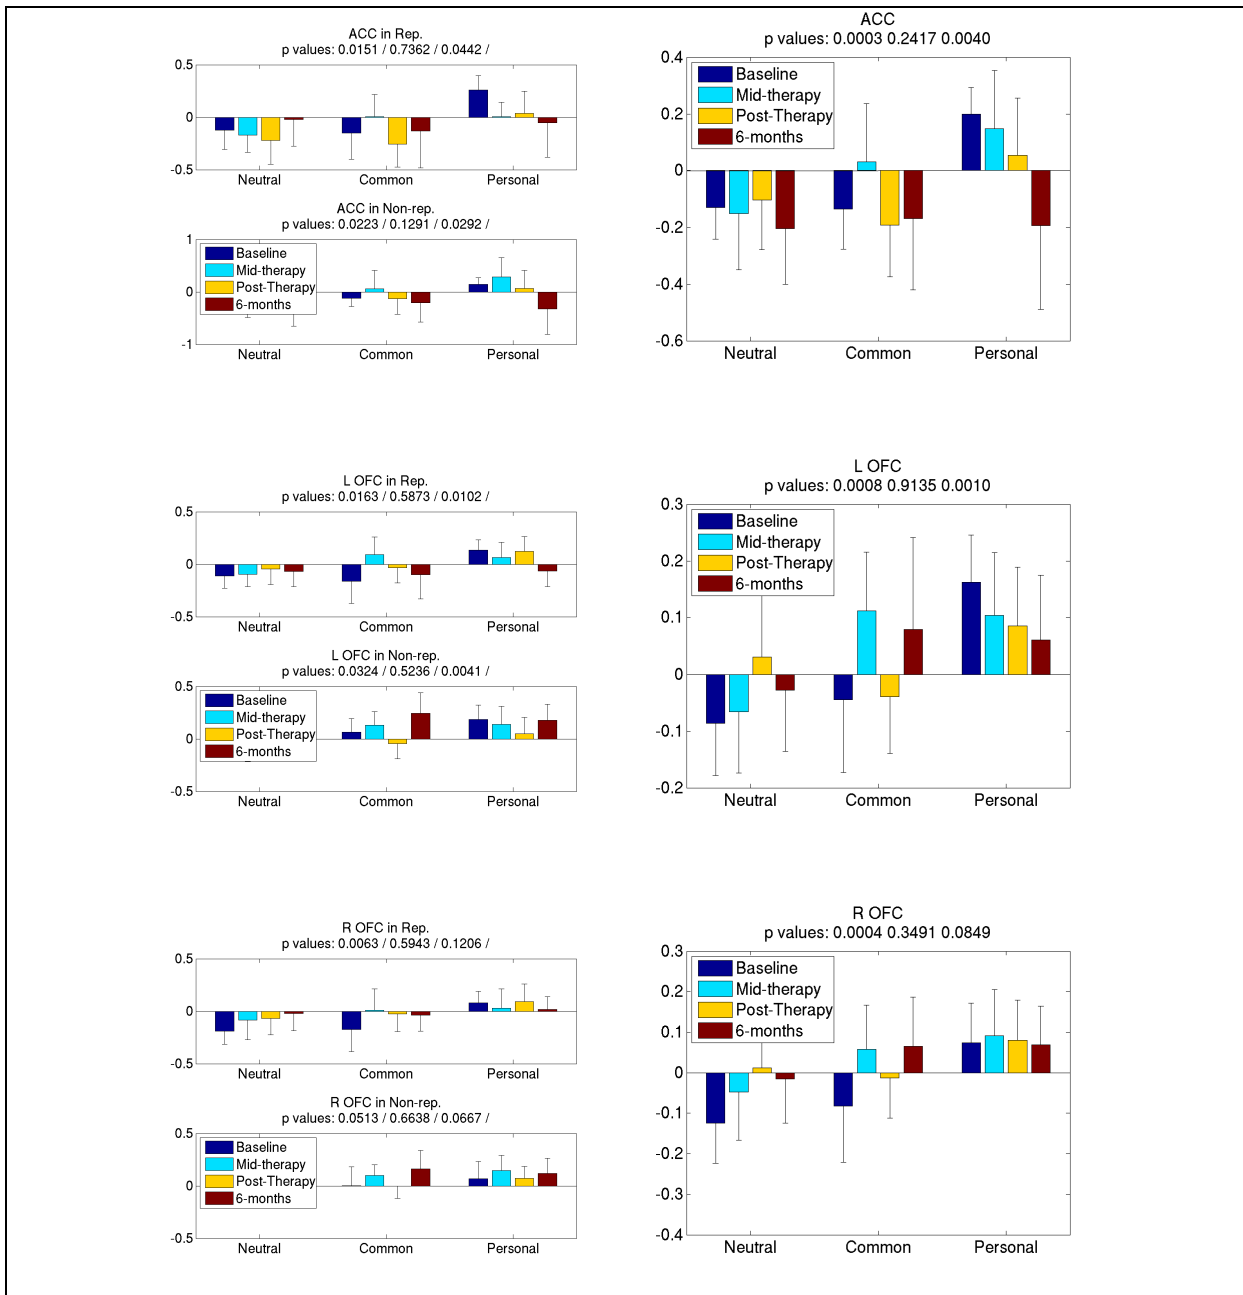 ACC in Rep.
p values: 0.0151 / 0.7362 / 0.0442 /
0.5
0
-0.5
Neutral Common Personal
ACC in Non-rep.
p values: 0.0223 / 0.1291 / 0.0292 /
1
0
-1
Baseline
Mid-therapy
Post-Therapy
6-months
Neutral Common Personal
ACC
p values: 0.0003 0.2417 0.0040
0.4
0.2
0
-0.2
-0.4
-0.6
Baseline
Mid-therapy
Post-Therapy
6-months
Neutral Common Personal
L OFC in Rep.
p values: 0.0163 / 0.5873 / 0.0102 /
0.5
0
-0.5
Neutral Common Personal
L OFC in Non-rep.
p values: 0.0324 / 0.5236 / 0.0041 /
0.5
0
-0.5
Baseline
Mid-therapy
Post-Therapy
6-months
Neutral Common Personal
L OFC
p values: 0.0008 0.9135 0.0010
0.3
0.2
0.1
0
-0.1
-0.2
Baseline
Mid-therapy
Post-Therapy
6-months
Neutral Common Personal
R OFC in Rep.
p values: 0.0063 / 0.5943 / 0.1206 /
0.5
0
-0.5
Neutral Common Personal
R OFC in Non-rep.
p values: 0.0513 / 0.6638 / 0.0667 /
0.5
0
-0.5
Baseline
Mid-therapy
Post-Therapy
6-months
Neutral Common Personal
R OFC
p values: 0.0004 0.3491 0.0849
0.3
0.2
0.1
0
-0.1
-0.2
-0.3
-0.4
Baseline
Mid-therapy
Post-Therapy
6-months
Neutral Common Personal